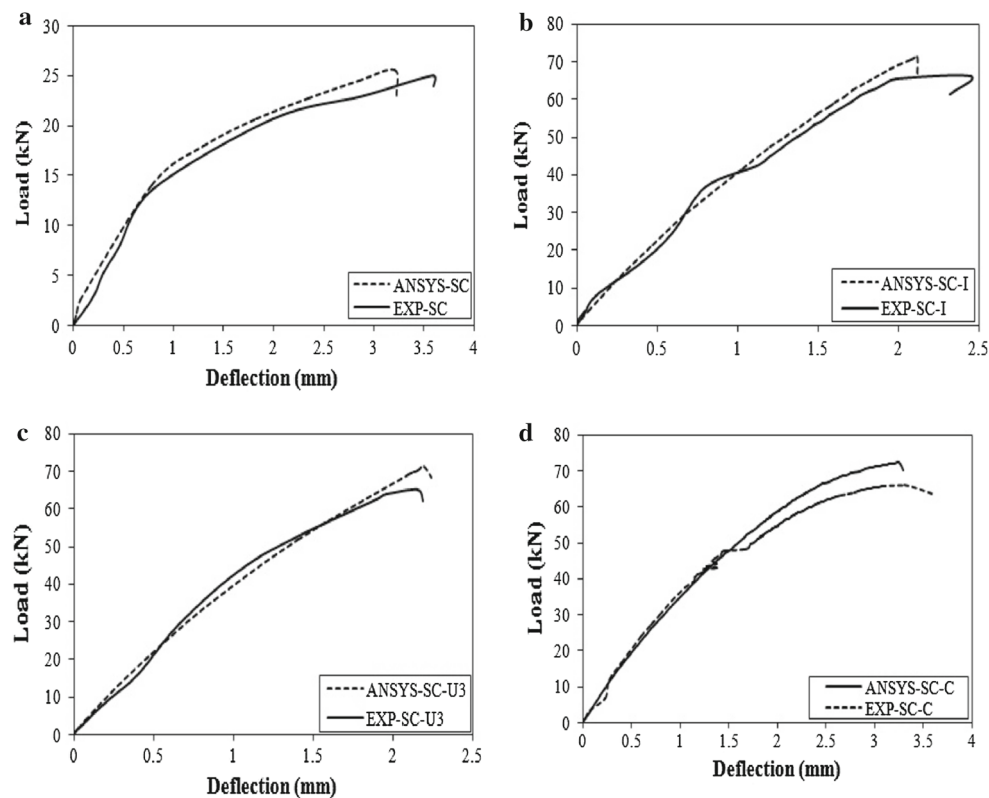 a
30
25
20
15
10
5
0
Load (kN)
0 0.5 1 1.5 2 2.5 3 3.5 4
Deflection (mm)
ANSYS-SC
EXP-SC
b
80
70
60
50
40
30
20
10
0
Load (kN)
0 0.5 1 1.5 2 2.5
Deflection (mm)
ANSYS-SC-I
EXP-SC-I
c
80
70
60
50
40
30
20
10
0
Load (kN)
0 0.5 1 1.5 2 2.5
Deflection (mm)
ANSYS-SC-U3
EXP-SC-U3
d
80
70
60
50
40
30
20
10
0
Load (kN)
0 0.5 1 1.5 2 2.5 3 3.5 4
Deflection (mm)
ANSYS-SC-C
EXP-SC-C